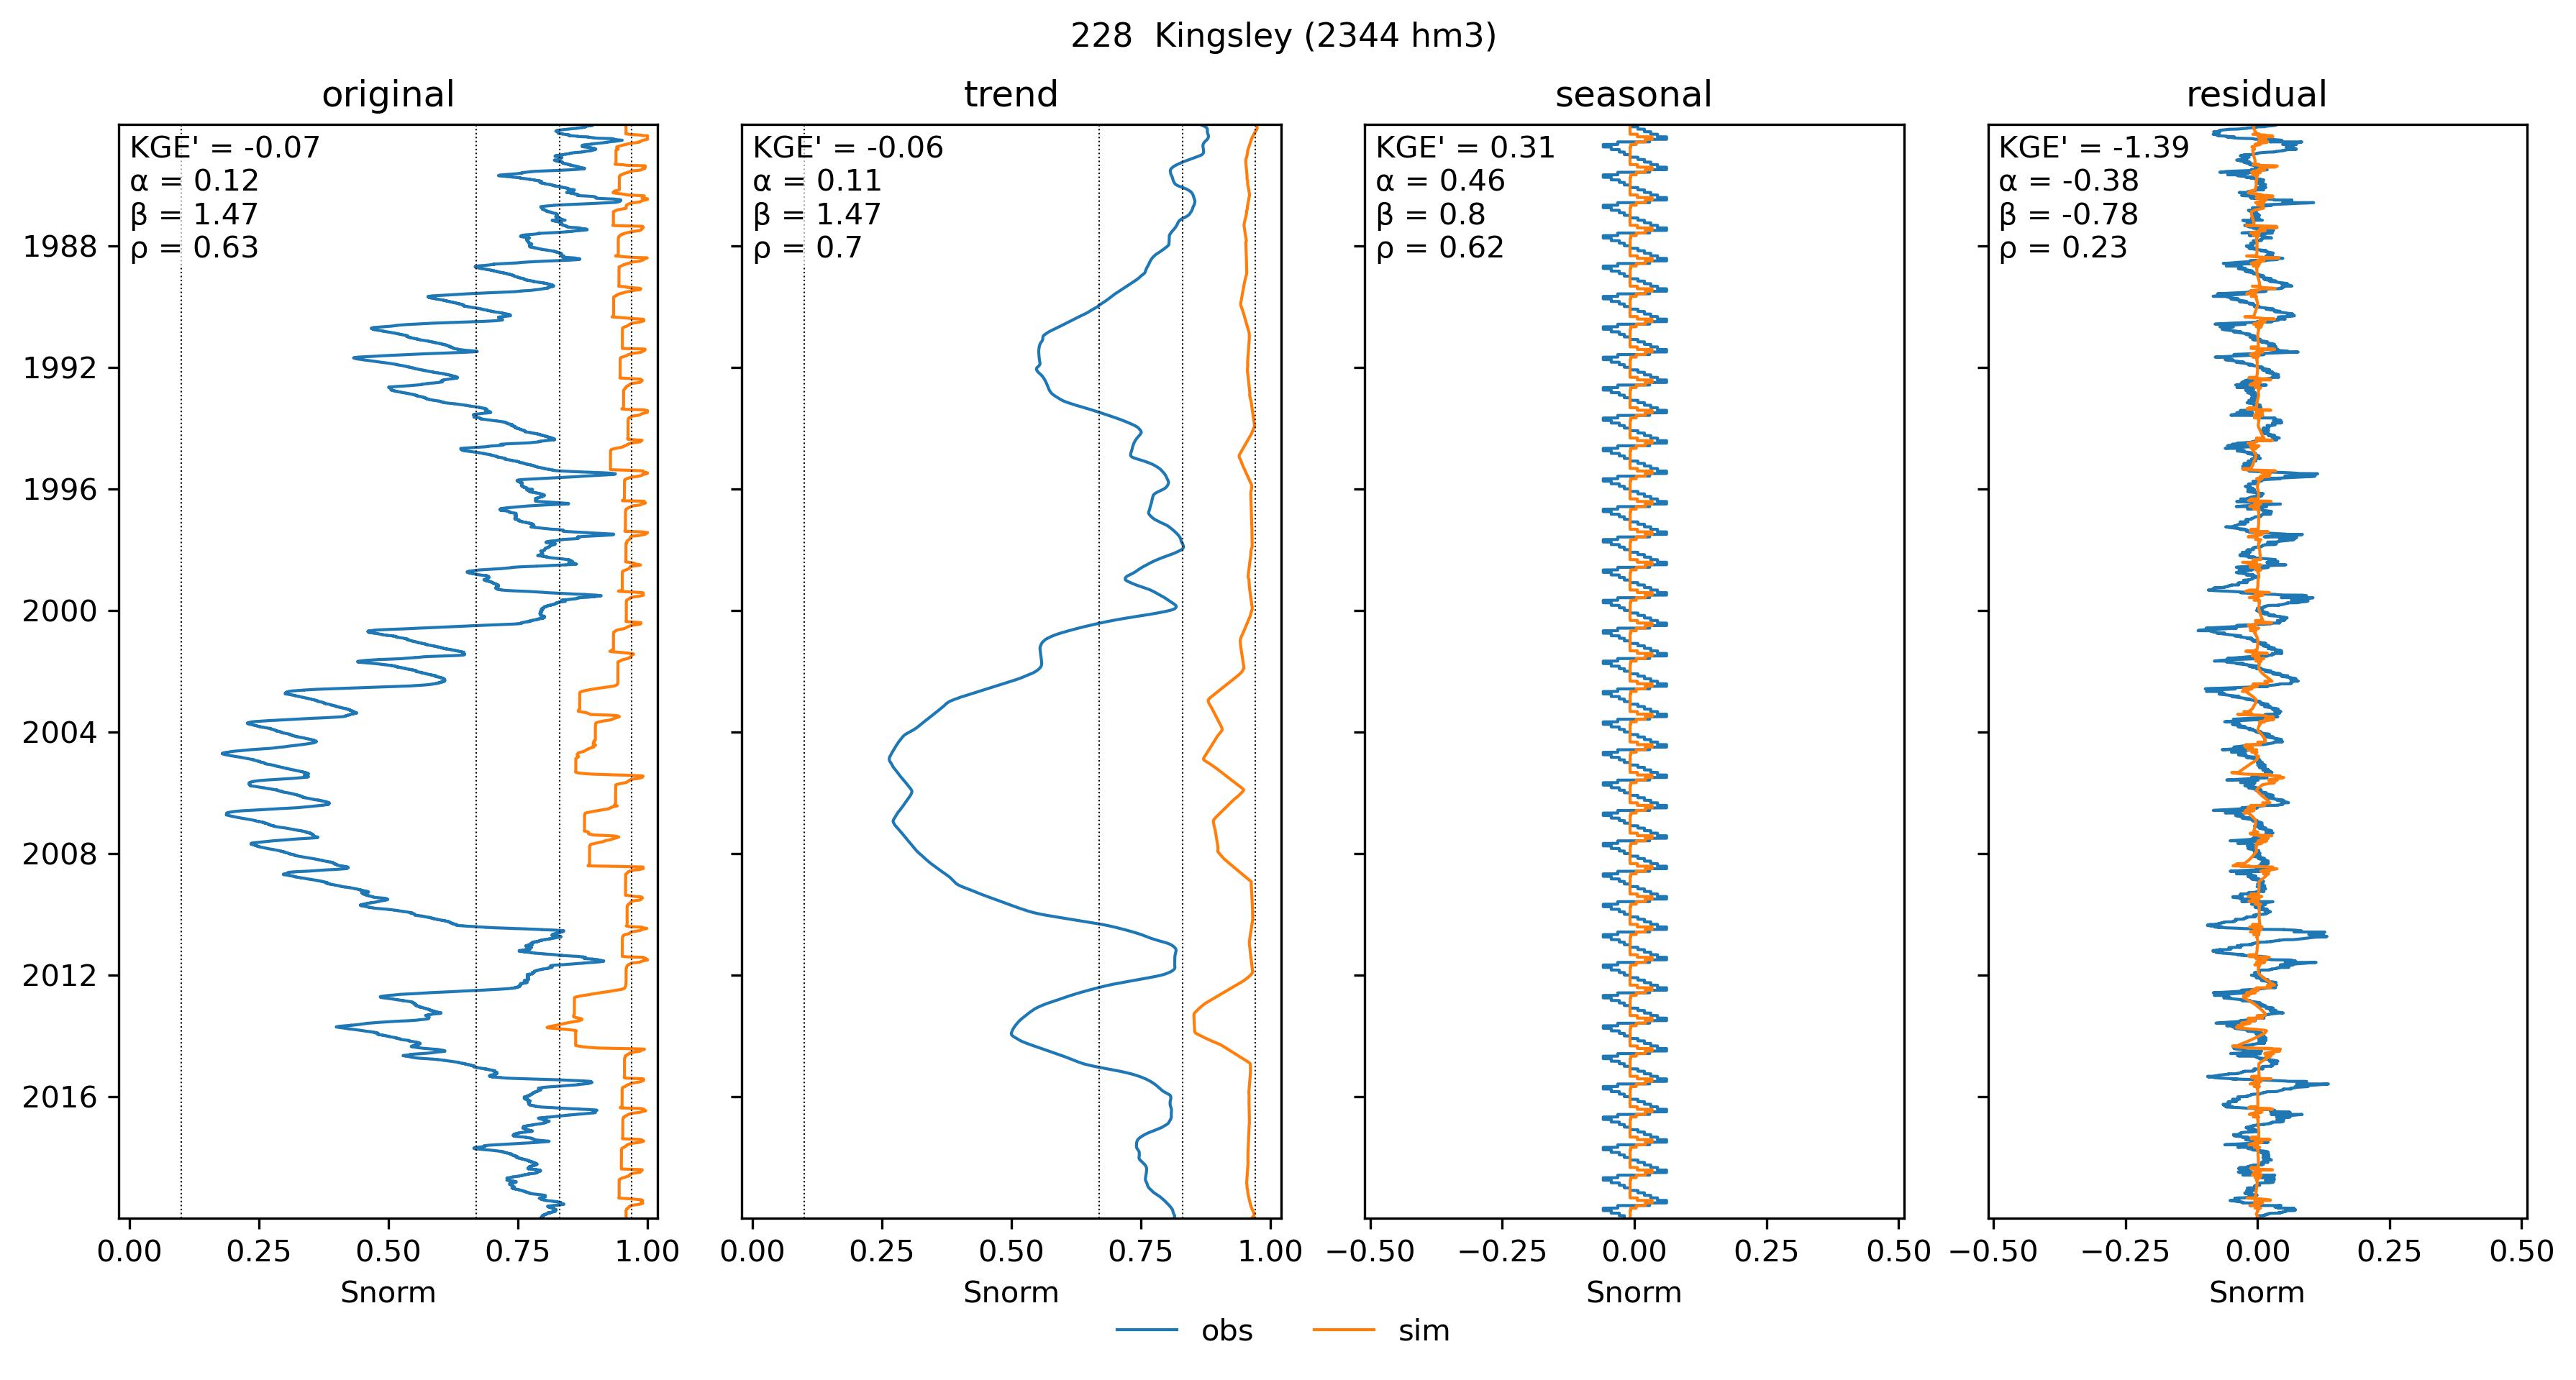 228  Kingsley (2344 hm3)
original
trend
seasonal
residual
KGE' = -0.07
α = 0.12
β = 1.47
ρ = 0.63
KGE' = -0.06
α = 0.11
β = 1.47
ρ = 0.7
KGE' = 0.31
α = 0.46
β = 0.8
ρ = 0.62
KGE' = -1.39
α = -0.38
β = -0.78
ρ = 0.23
1988
1992
1996
2000
2004
2008
2012
2016
0.00 0.25 0.50 0.75 1.00
0.00 0.25 0.50 0.75 1.00
−0.50 −0.25 0.00 0.25 0.50
−0.50 −0.25 0.00 0.25 0.50
Snorm
Snorm
Snorm
Snorm
obs
sim